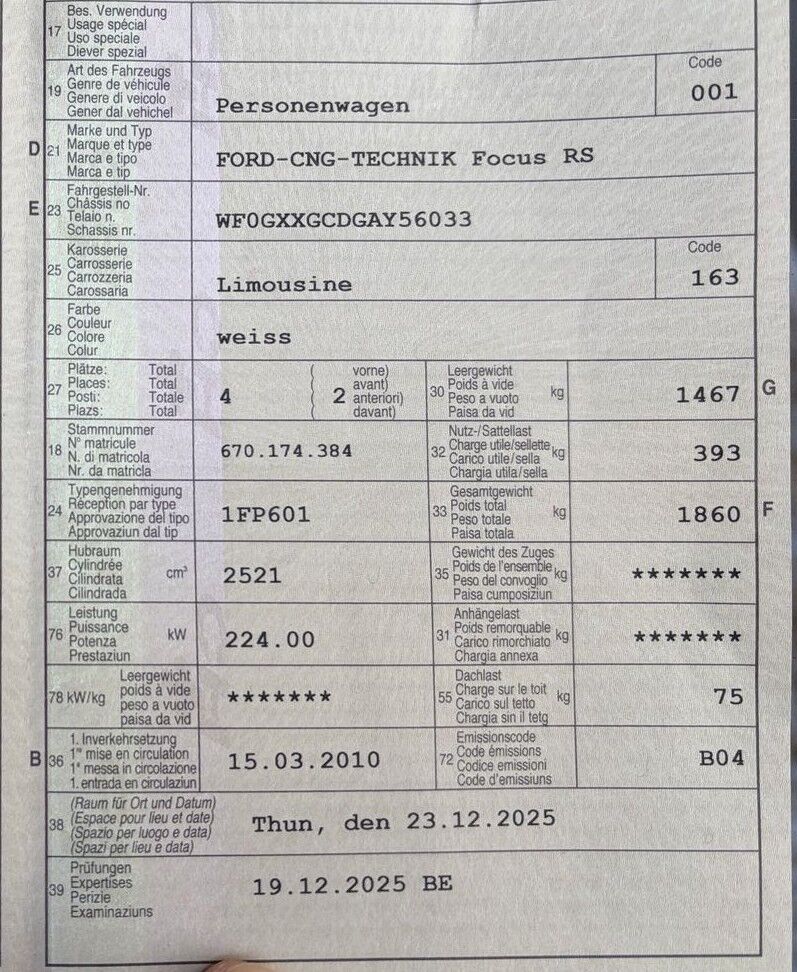 17 Bes. Verwendung
Usage spécial
Uso speciale
Diever spezial
19 Art des Fahrzeugs
Genre de véhicule
Genere di veicolo
Gener dal vehichel
Personenwagen
Code
001
D 21 Marke und Typ
Marque et type
Marca e tipo
Marca e tip
FORD-CNG-TECHNIK Focus RS
E 23 Fahrgestell-Nr.
Châssis no
Telaio n.
Schassis nr.
WF0GXXGCDGAY56033
25 Karosserie
Carrosserie
Carrozzeria
Carossaria
Limousine
Code
163
26 Farbe
Couleur
Colore
Colur
weiss
27 Plätze: Total
Places: Total
Posti: Totale
Plazs: Total
4
( vorne)
( avant)
( 2 anteriori)
( davant)
30 Leergewicht
Poids à vide
Peso a vuoto
Paisa da vid
kg
1467 G
18 Stammnummer
N° matricule
N. di matricola
Nr. da matricla
670.174.384
32 Nutz-/Sattellast
Charge utile/sellette
Carico utile/sella
Chargia utila/sella
kg
393
24 Typengenehmigung
Réception par type
Approvazione del tipo
Approvaziun dal tip
1FP601
33 Gesamtgewicht
Poids total
Peso totale
Paisa totala
kg
1860 F
37 Hubraum
Cylindrée
Cilindrata
Cilindrada
cm³
2521
35 Gewicht des Zuges
Poids de l'ensemble
Peso del convoglio
Paisa cumposiziun
kg
*******
76 Leistung
Puissance
Potenza
Prestaziun
kW
224.00
31 Anhängelast
Poids remorquable
Carico rimorchiato
Chargia annexa
kg
*******
78 kW/kg Leergewicht
poids à vide
peso a vuoto
paisa da vid
*******
55 Dachlast
Charge sur le toit
Carico sul tetto
Chargia sin il tetg
kg
75
B 36 1. Inverkehrsetzung
1re mise en circulation
1a messa in circolazione
1. entrada en circulaziun
15.03.2010
72 Emissionscode
Code émissions
Codice emissioni
Code d'emissiuns
B04
38 (Raum für Ort und Datum)
(Espace pour lieu et date)
(Spazio per luogo e data)
(Spazi per lieu e data)
Thun, den 23.12.2025
39 Prüfungen
Expertises
Perizie
Examinaziuns
19.12.2025 BE